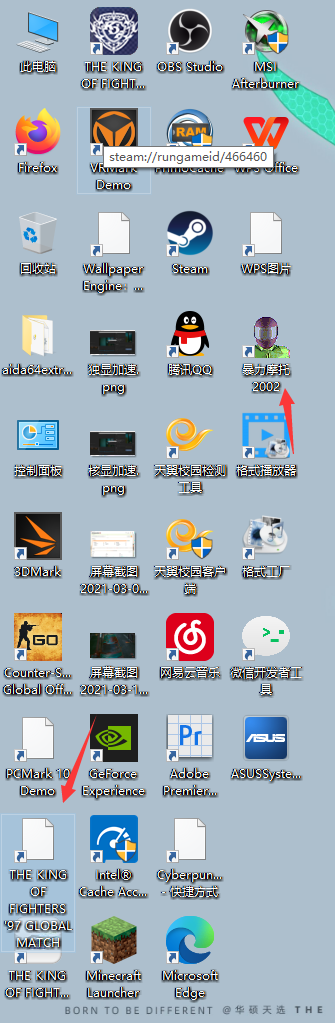 此电脑
THE KING
OF FIGHT...
OBS Studio
MSI
Afterburner
Firefox
VRMark
Demo
RAM
PrimoCache
WPS Office
steam://rungameid/466460
回收站
Wallpaper
Engine：...
Steam
WPS图片
aida64extr...
独显加速.
png
腾讯QQ
暴力摩托
2002
控制面板
核显加速.
png
天翼校园检测
工具
格式播放器
3DMark
屏幕截图
2021-03-0...
天翼校园客户
端
格式工厂
GO
Counter-S...
Global Off...
屏幕截图
2021-03-1...
网易云音乐
>_
微信开发者工
具
PCMark 10
Demo
GeForce
Experience
Pr
Adobe
Premier...
ASUS
ASUSSyste...
THE KING
OF
FIGHTERS
'97 GLOBAL
MATCH
Intel®
Cache Acc...
Cyberpun...
- 快捷方式
THE KING
OF FIGHT...
Minecraft
Launcher
Microsoft
Edge
BORN TO BE DIFFERENT @华硕天选 THE